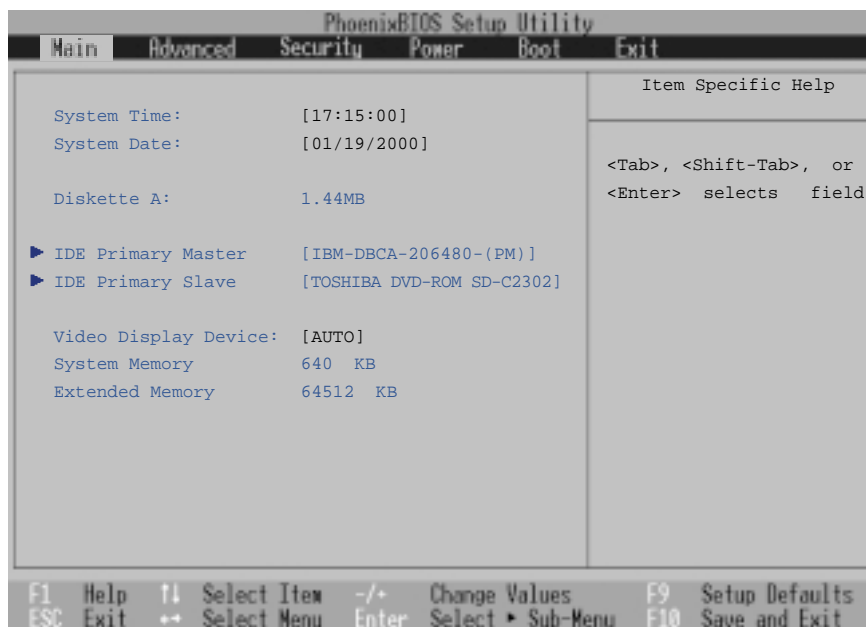 PhoenixBIOS Setup Utility
Main Advanced Security Power Boot Exit
Item Specific Help
System Time: [17:15:00]
System Date: [01/19/2000]
<Tab>, <Shift-Tab>, or
<Enter> selects field
Diskette A: 1.44MB
▶ IDE Primary Master [IBM-DBCA-206480-(PM)]
▶ IDE Primary Slave [TOSHIBA DVD-ROM SD-C2302]
Video Display Device: [AUTO]
System Memory 640 KB
Extended Memory 64512 KB
F1 Help ↑↓ Select Item -/+ Change Values F9 Setup Defaults
ESC Exit ←→ Select Menu Enter Select ▶ Sub-Menu F10 Save and Exit